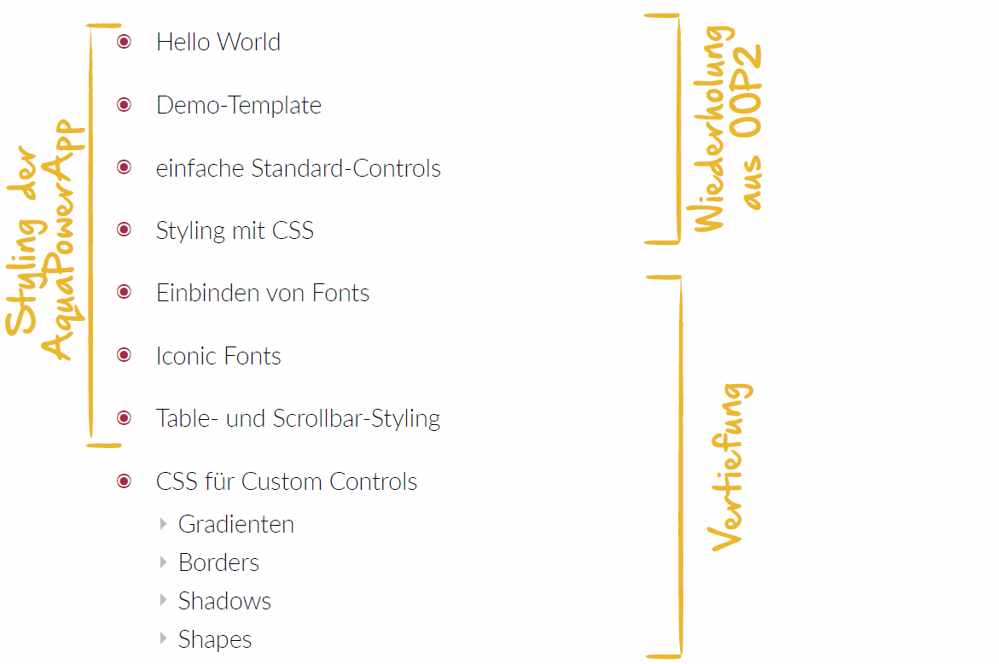 Styling der
AquaPowerApp
Hello World
Demo-Template
einfache Standard-Controls
Styling mit CSS
Einbinden von Fonts
Iconic Fonts
Table- und Scrollbar-Styling
CSS für Custom Controls
Gradienten
Borders
Shadows
Shapes
Wiederholung
aus OOP2
Vertiefung